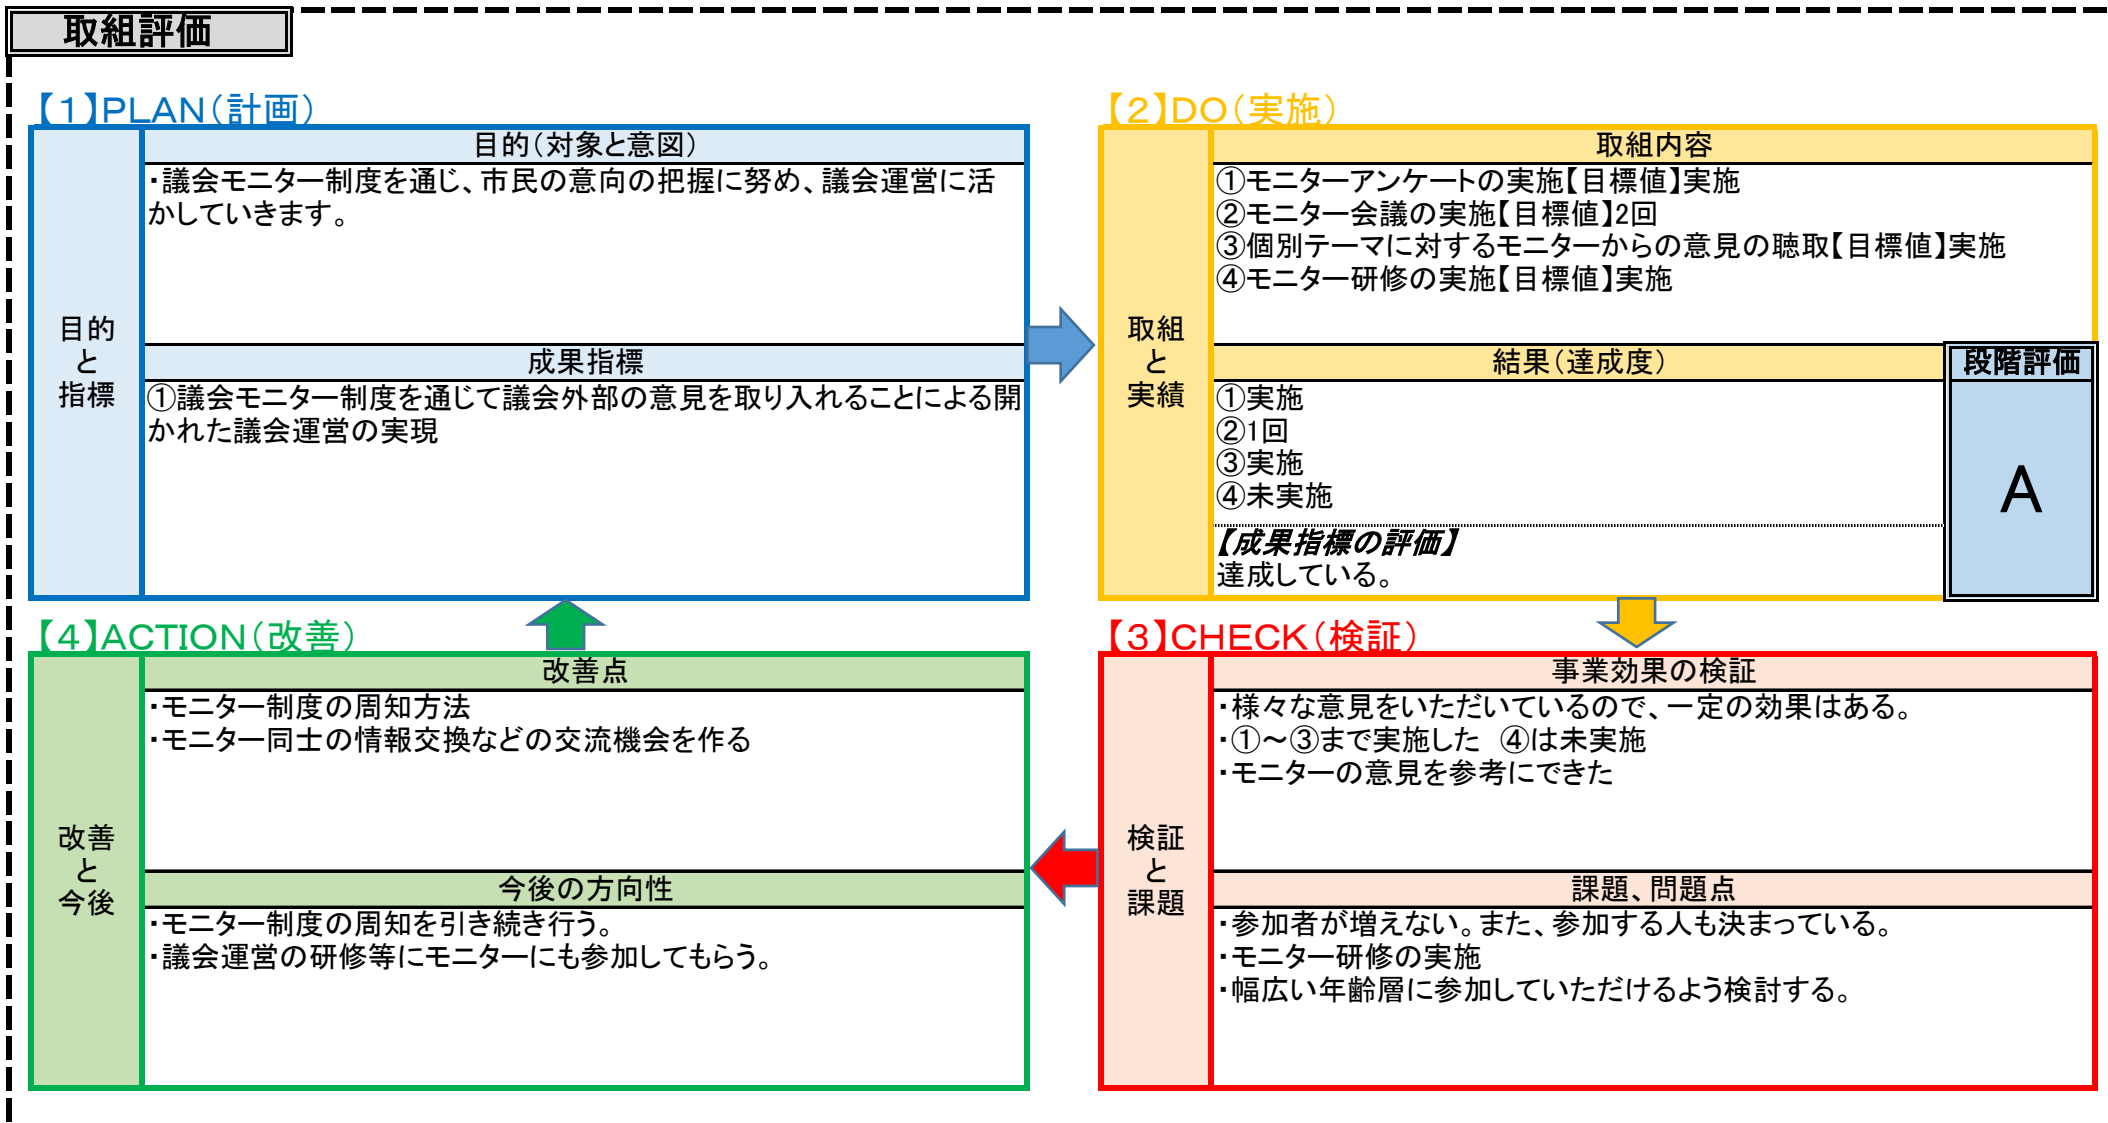 取組評価
【1】PLAN（計画）
目的と指標
目的（対象と意図）
・議会モニター制度を通じ、市民の意向の把握に努め、議会運営に活
かしていきます。
成果指標
①議会モニター制度を通じて議会外部の意見を取り入れることによる開
かれた議会運営の実現
【2】DO（実施）
取組と実績
取組内容
①モニターアンケートの実施【目標値】実施
②モニター会議の実施【目標値】2回
③個別テーマに対するモニターからの意見の聴取【目標値】実施
④モニター研修の実施【目標値】実施
結果（達成度）
①実施
②1回
③実施
④未実施
【成果指標の評価】
達成している。
段階評価
A
【3】CHECK（検証）
検証と課題
事業効果の検証
・様々な意見をいただいているので、一定の効果はある。
・①～③まで実施した　④は未実施
・モニターの意見を参考にできた
課題、問題点
・参加者が増えない。また、参加する人も決まっている。
・モニター研修の実施
・幅広い年齢層に参加していただけるよう検討する。
【4】ACTION（改善）
改善と今後
改善点
・モニター制度の周知方法
・モニター同士の情報交換などの交流機会を作る
今後の方向性
・モニター制度の周知を引き続き行う。
・議会運営の研修等にモニターにも参加してもらう。